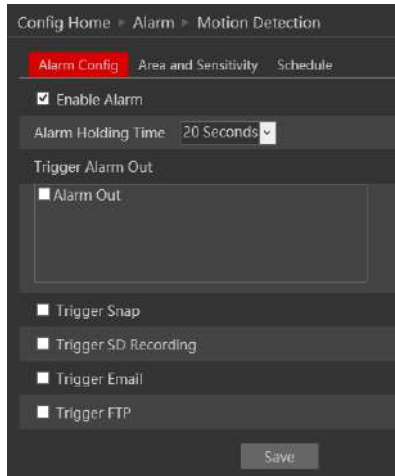 Config Home ▸ Alarm ▸ Motion Detection
Alarm Config Area and Sensitivity Schedule
Enable Alarm
Alarm Holding Time 20 Seconds
Trigger Alarm Out
Alarm Out
Trigger Snap
Trigger SD Recording
Trigger Email
Trigger FTP
Save